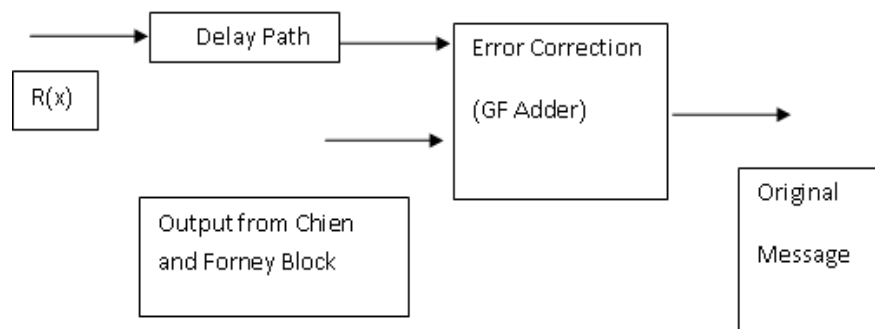 Delay Path
R(x)
Error Correction
(GF Adder)
Output from Chien
and Forney Block
Original
Message